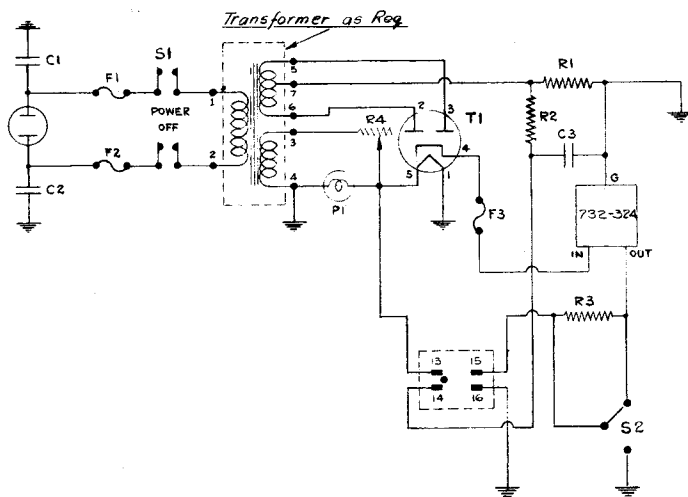 Transformer as Req
C1
S1
F1
POWER
OFF
F2
C2
1
2
5
7
6
3
4
R4
P1
2
3
T1
4
5
1
F3
R1
R2
C3
G
732-324
IN
OUT
R3
13
15
14
16
S2